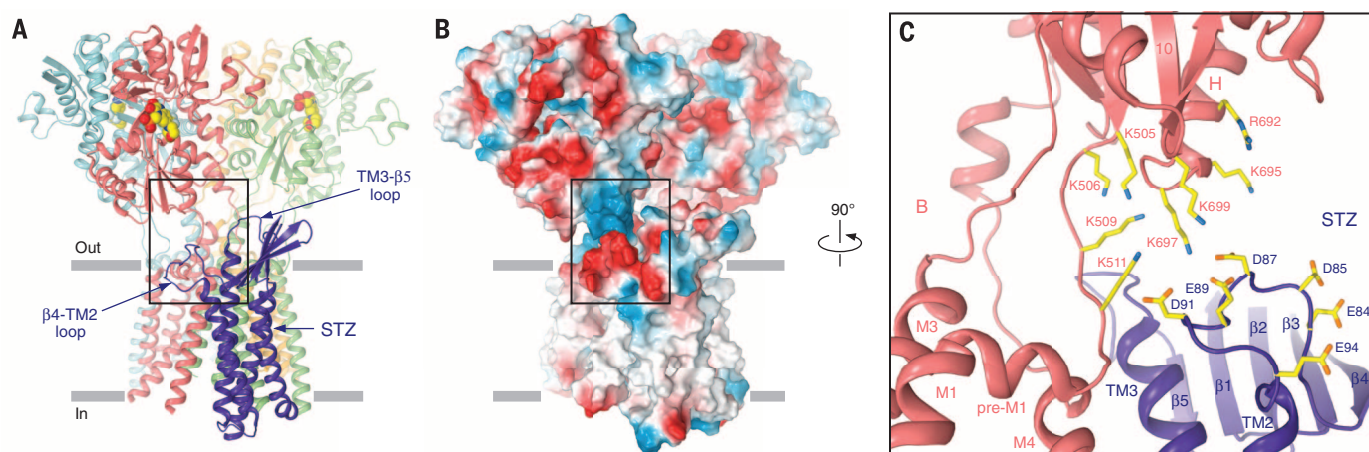 A
TM3-β5
loop
Out
β4-TM2
loop
STZ
In
B
90°
C
10
H
R692
K505
K506
K695
K699
B
K509
K697
STZ
K511
D87
D85
E89
D91
E84
β2
β3
E94
M3
β1
β4
TM3
M1
β5
pre-M1
TM2
M4